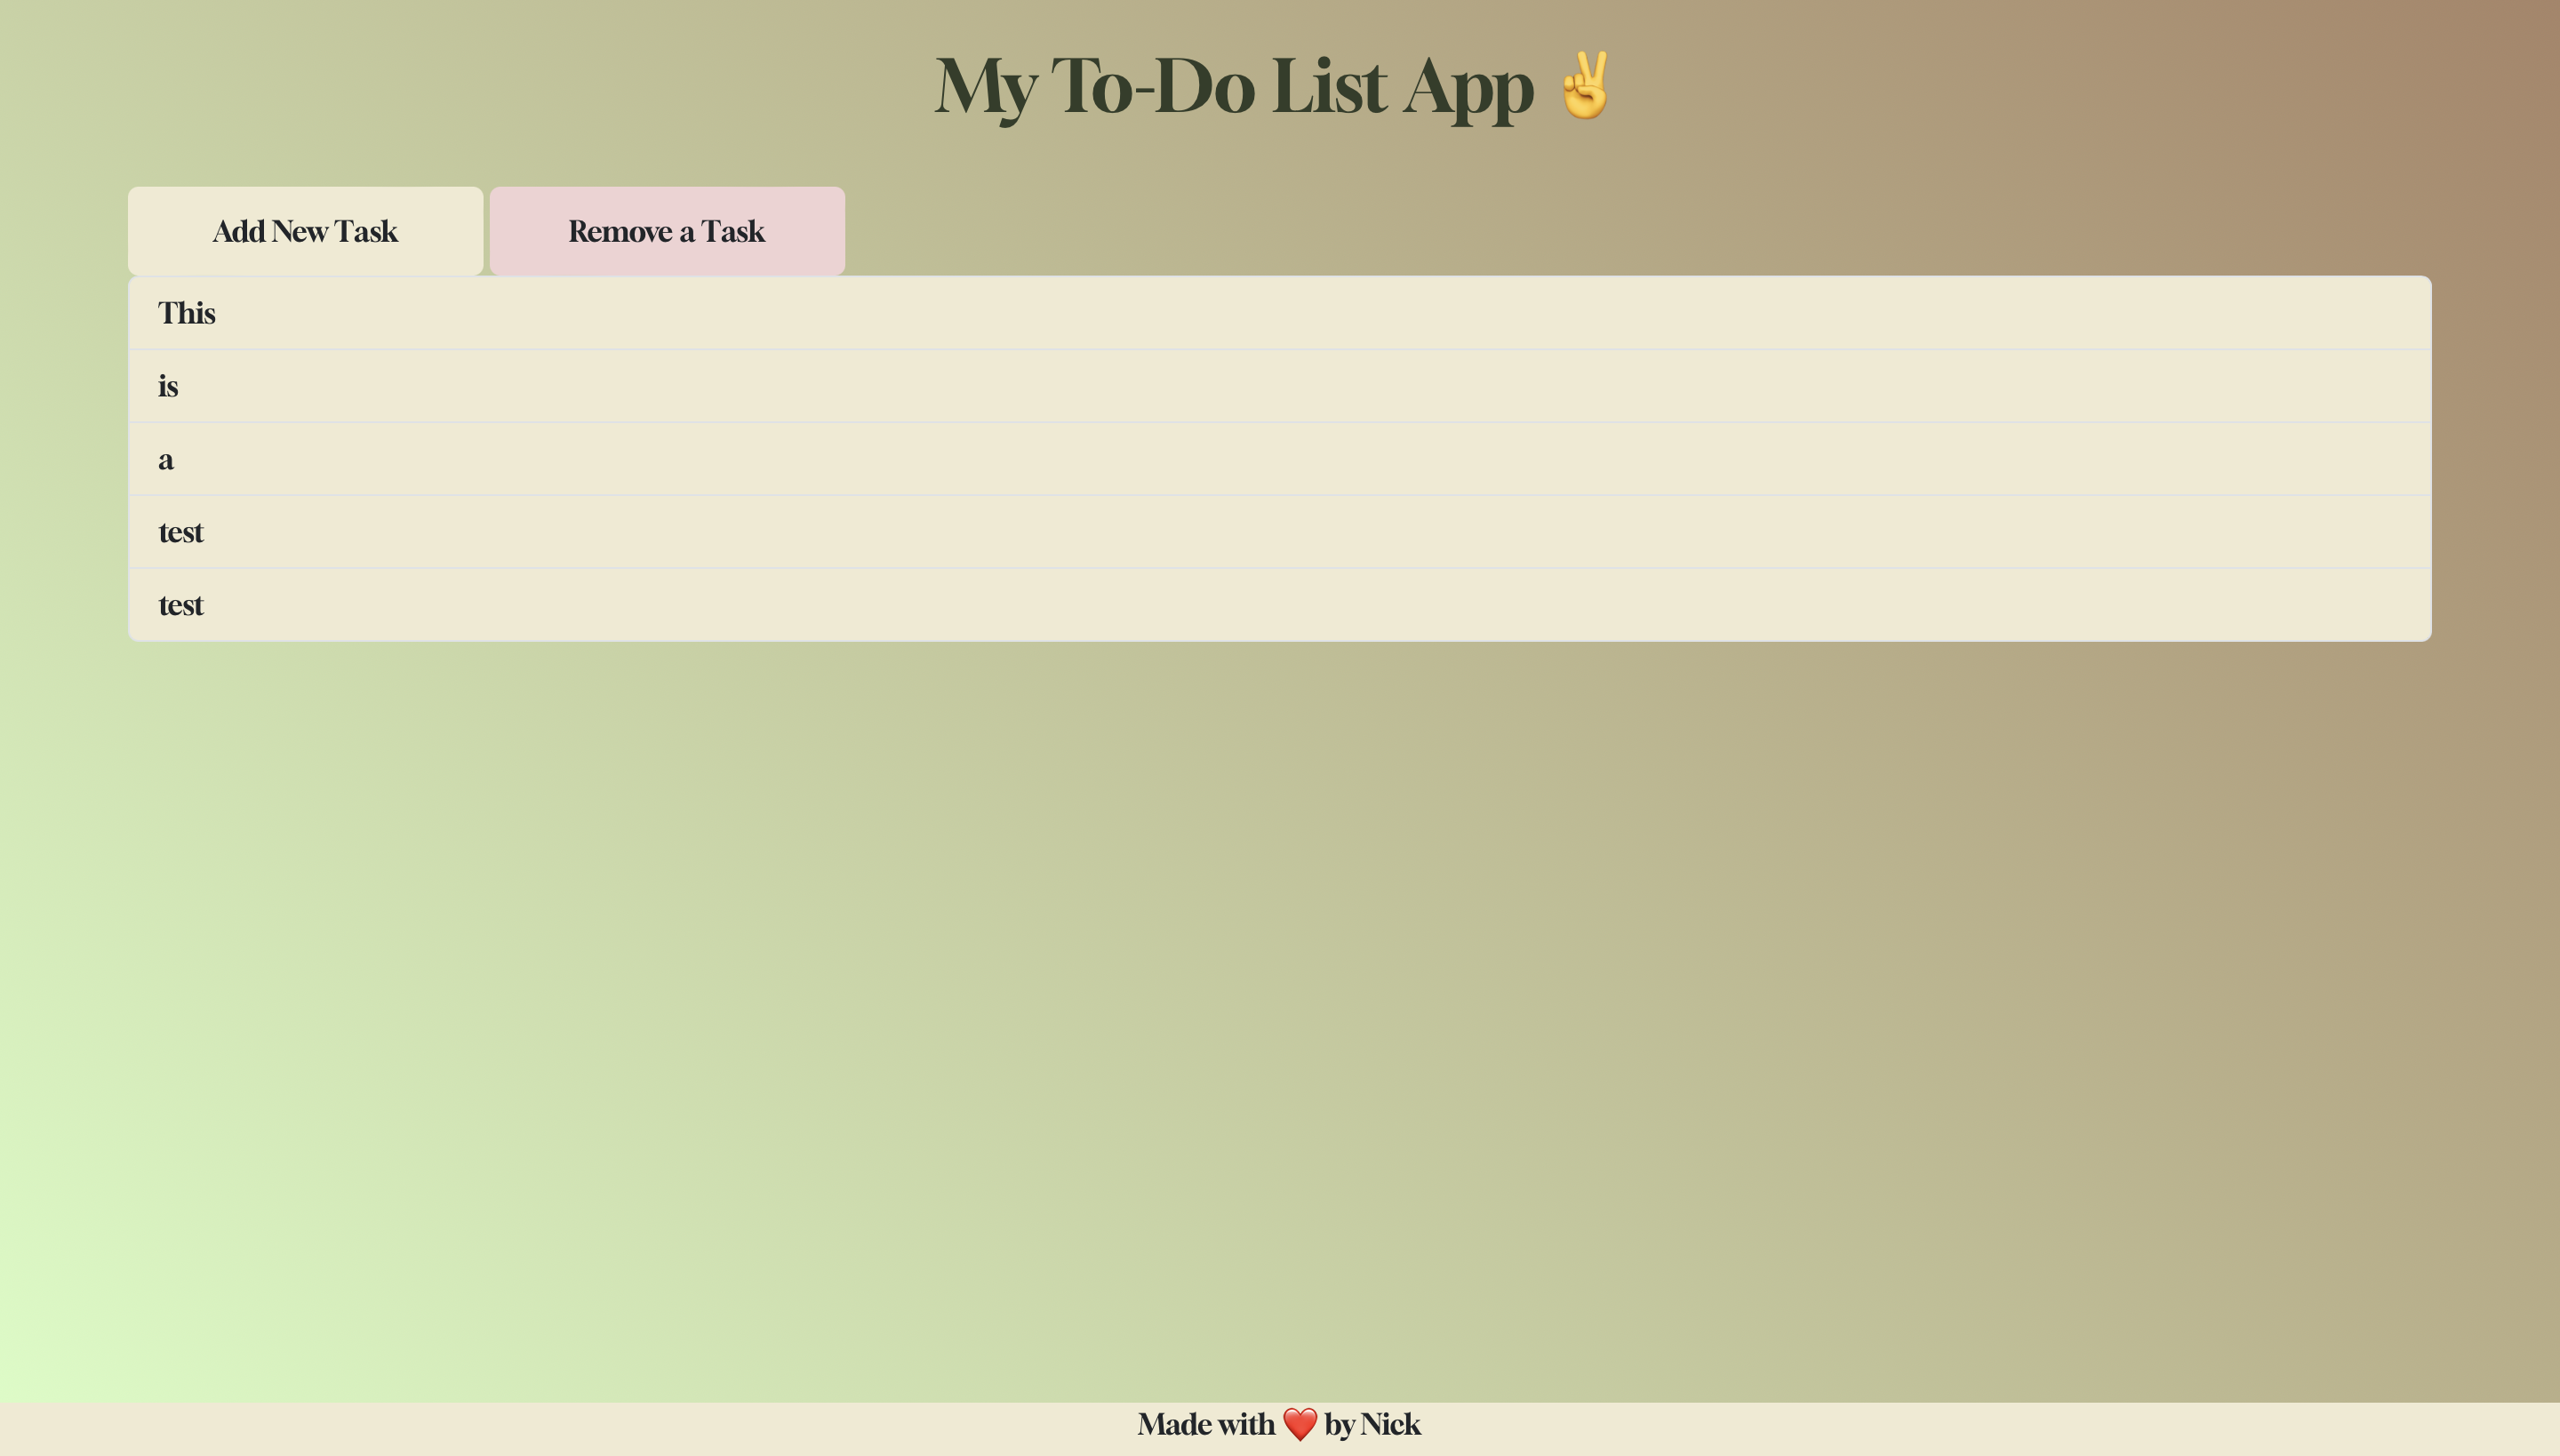 My To-Do List App ✌️
Add New Task
Remove a Task
This
is
a
test
test
Made with ❤️ by Nick